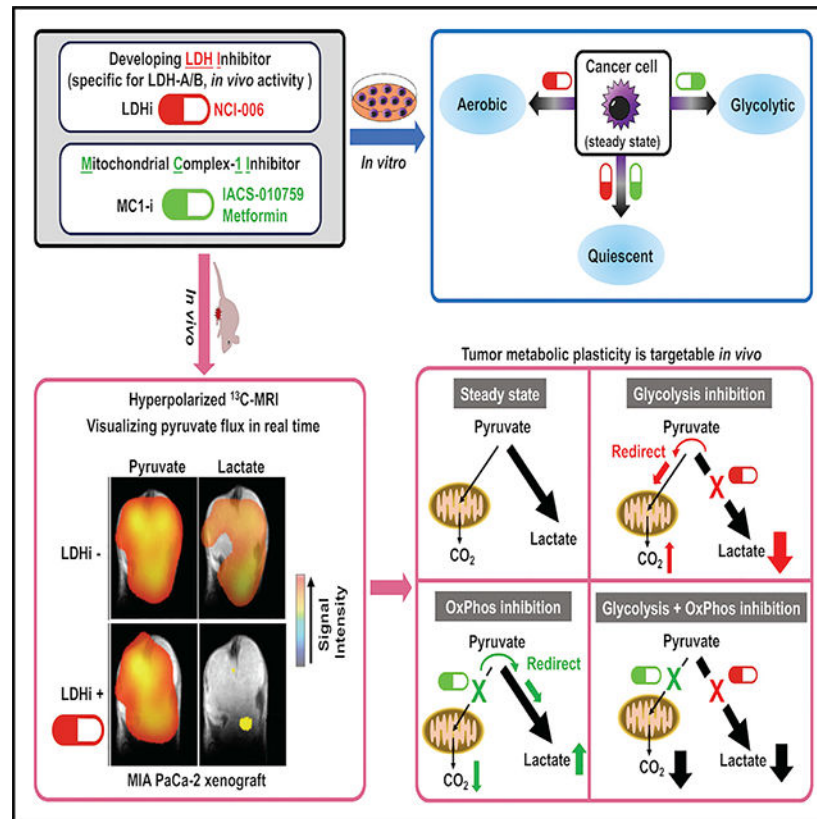 Developing LDH Inhibitor
(specific for LDH-A/B, in vivo activity )
LDHi
NCI-006
Mitochondrial Complex-1 Inhibitor
MC1-i
IACS-010759
Metformin
In vitro
Cancer cell
(steady state)
Aerobic
Glycolytic
Quiescent
In vivo
Hyperpolarized ¹³C-MRI
Visualizing pyruvate flux in real time
Pyruvate
Lactate
LDHi -
LDHi +
Signal
Intensity
MIA PaCa-2 xenograft
Tumor metabolic plasticity is targetable in vivo
Steady state
Pyruvate
CO₂
Lactate
Glycolysis inhibition
Pyruvate
Redirect
X
CO₂
Lactate
OxPhos inhibition
Pyruvate
Redirect
X
CO₂
Lactate
Glycolysis + OxPhos inhibition
Pyruvate
X
X
CO₂
Lactate